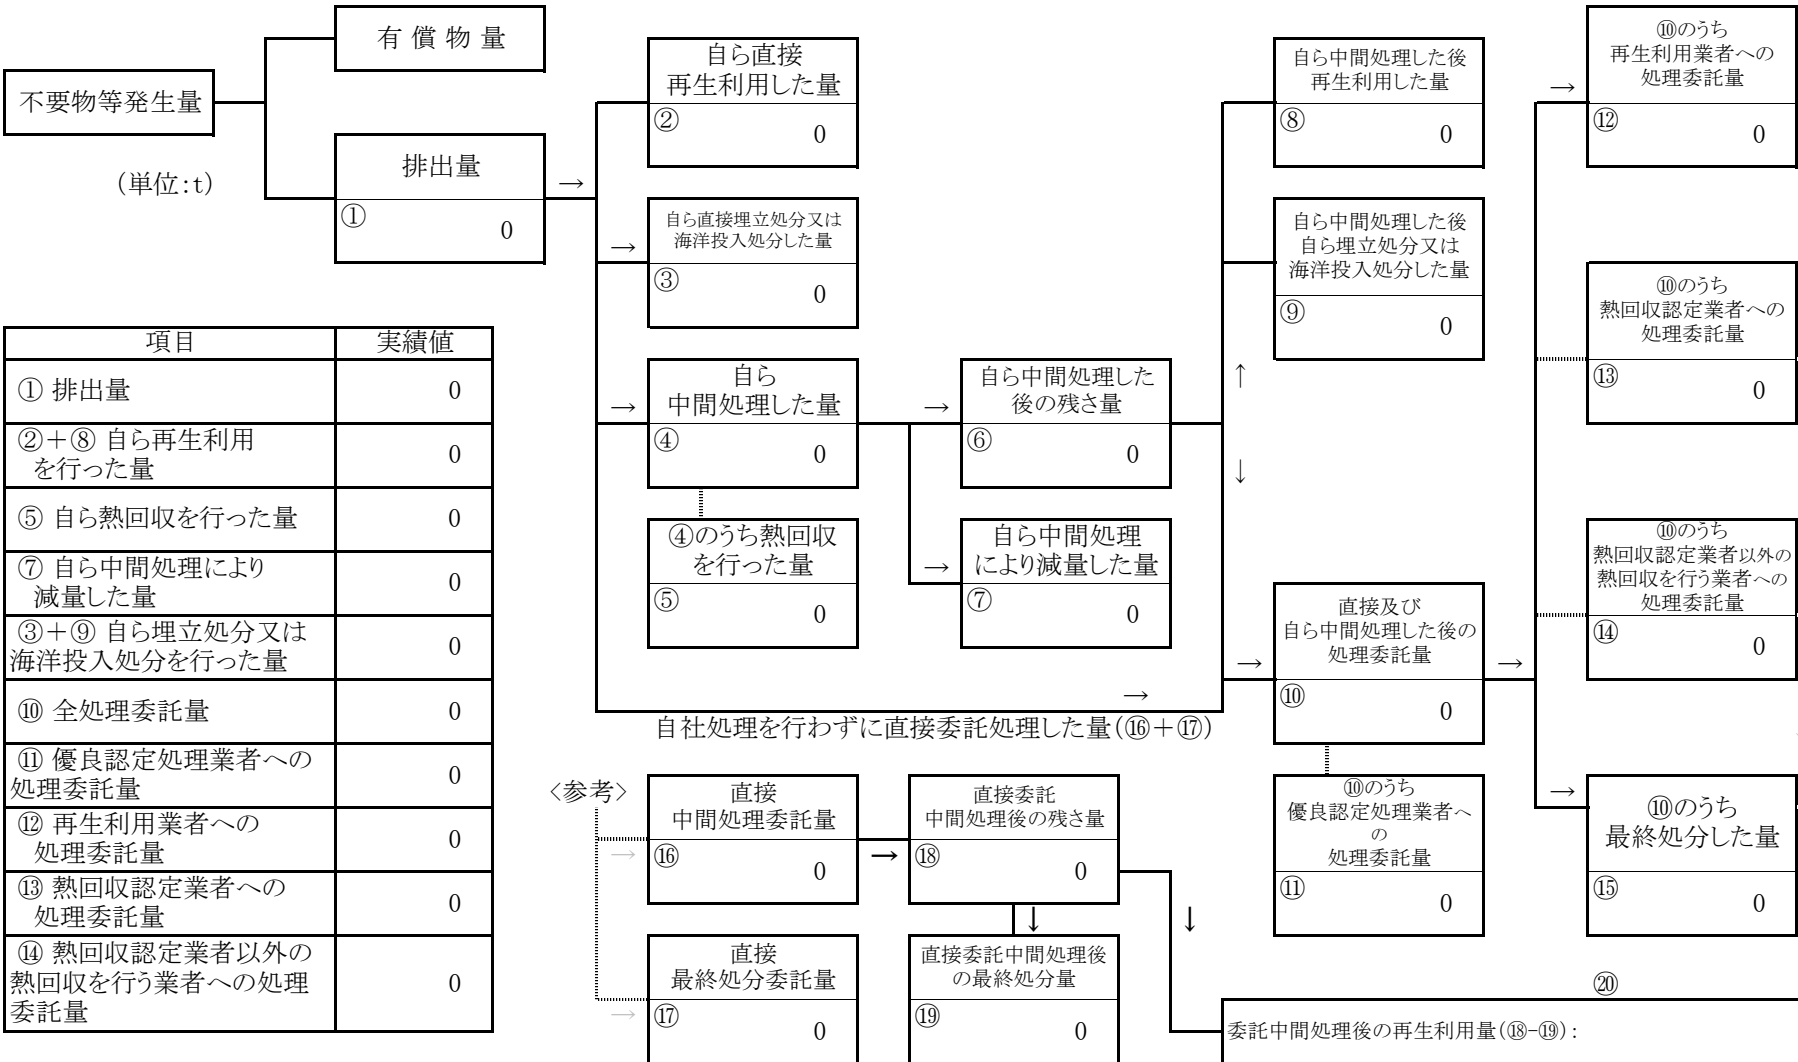 有 償 物 量
不要物等発生量
（単位：t）
排出量
①
0
→
自ら直接
再生利用した量
②
0
→
自ら直接埋立処分又は
海洋投入処分した量
③
0
→
自ら
中間処理した量
④
0
④のうち熱回収
を行った量
⑤
0
→
自ら中間処理した
後の残さ量
⑥
0
→
自ら中間処理
により減量した量
⑦
0
自ら中間処理した後
再生利用した量
⑧
0
自ら中間処理した後
自ら埋立処分又は
海洋投入処分した量
⑨
0
↑
↓
→
自社処理を行わずに直接委託処理した量（⑯＋⑰）
→
直接及び
自ら中間処理した後の
処理委託量
⑩
0
→
⑩のうち
優良認定処理業者へ
の
処理委託量
⑪
0
→
⑩のうち
再生利用業者への
処理委託量
⑫
0
⑩のうち
熱回収認定業者への
処理委託量
⑬
0
⑩のうち
熱回収認定業者以外の
熱回収を行う業者への
処理委託量
⑭
0
→
⑩のうち
最終処分した量
⑮
0
項目 実績値
① 排出量 0
②＋⑧ 自ら再生利用
を行った量
0
⑤ 自ら熱回収を行った量 0
⑦ 自ら中間処理により
減量した量
0
③＋⑨ 自ら埋立処分又は
海洋投入処分を行った量
0
⑩ 全処理委託量 0
⑪ 優良認定処理業者への
処理委託量
0
⑫ 再生利用業者への
処理委託量
0
⑬ 熱回収認定業者への
処理委託量
0
⑭ 熱回収認定業者以外の
熱回収を行う業者への処理
委託量
0
＜参考＞
→
直接
中間処理委託量
⑯
0
→
直接委託
中間処理後の残さ量
⑱
0
↓
↓
→
直接
最終処分委託量
⑰
0
直接委託中間処理後
の最終処分量
⑲
0
⑳
委託中間処理後の再生利用量（⑱-⑲）：